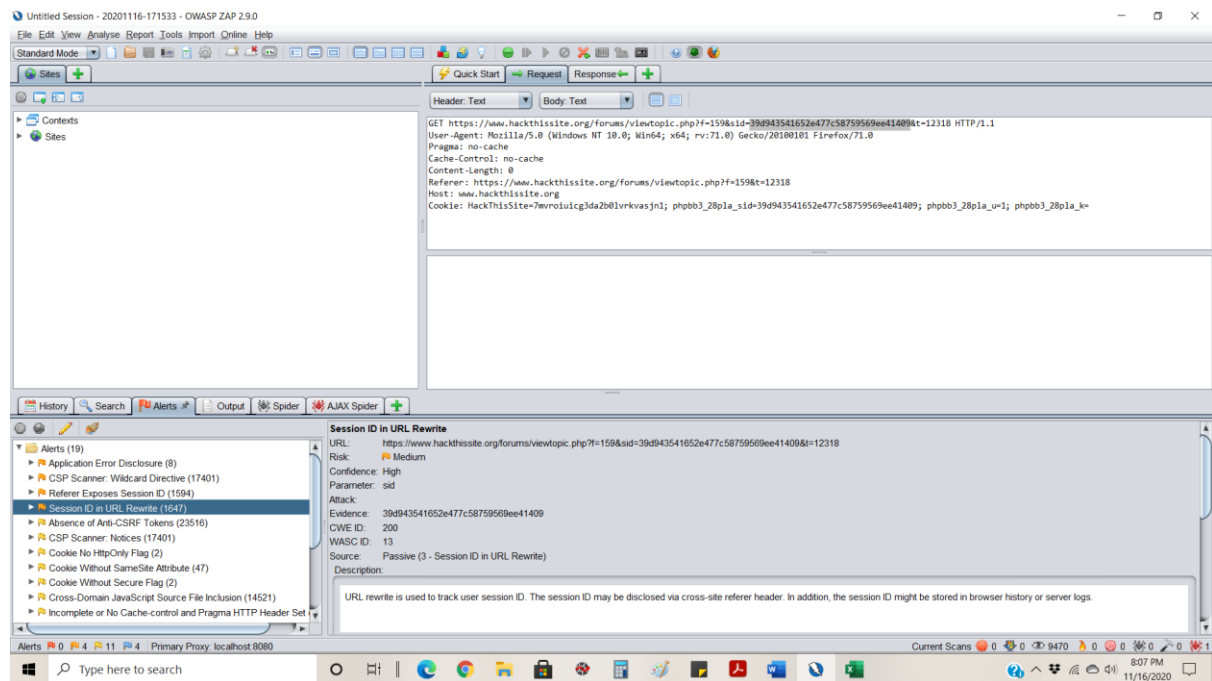 Untitled Session - 20201116-171533 - OWASP ZAP 2.9.0
File Edit View Analyse Report Tools Import Online Help
Standard Mode
Sites
Quick Start Request Response
Header: Text Body: Text
Contexts
Sites
GET https://www.hackthissite.org/forums/viewtopic.php?f=159&sid=39d943541652e477c58759569ee41409&t=12318 HTTP/1.1
User-Agent: Mozilla/5.0 (Windows NT 10.0; Win64; x64; rv:71.0) Gecko/20100101 Firefox/71.0
Pragma: no-cache
Cache-Control: no-cache
Content-Length: 0
Referer: https://www.hackthissite.org/forums/viewtopic.php?f=159&t=12318
Host: www.hackthissite.org
Cookie: HackThisSite=7mvroiuicg3da2b0lvrkvasjn1; phpbb3_28pla_sid=39d943541652e477c58759569ee41409; phpbb3_28pla_u=1; phpbb3_28pla_k=
History Search Alerts Output Spider AJAX Spider
Alerts (19)
Application Error Disclosure (8)
CSP Scanner: Wildcard Directive (17401)
Referer Exposes Session ID (1594)
Session ID in URL Rewrite (1647)
Absence of Anti-CSRF Tokens (23516)
CSP Scanner: Notices (17401)
Cookie No HttpOnly Flag (2)
Cookie Without SameSite Attribute (47)
Cookie Without Secure Flag (2)
Cross-Domain JavaScript Source File Inclusion (14521)
Incomplete or No Cache-control and Pragma HTTP Header Set
Session ID in URL Rewrite
URL: https://www.hackthissite.org/forums/viewtopic.php?f=159&sid=39d943541652e477c58759569ee41409&t=12318
Risk: Medium
Confidence: High
Parameter: sid
Attack:
Evidence: 39d943541652e477c58759569ee41409
CWE ID: 200
WASC ID: 13
Source: Passive (3 - Session ID in URL Rewrite)
Description:
URL rewrite is used to track user session ID. The session ID may be disclosed via cross-site referer header. In addition, the session ID might be stored in browser history or server logs.
Alerts 0 4 11 4 Primary Proxy: localhost:8080
Current Scans 0 0 9470 0 0 0 0 1
Type here to search
8:07 PM
11/16/2020